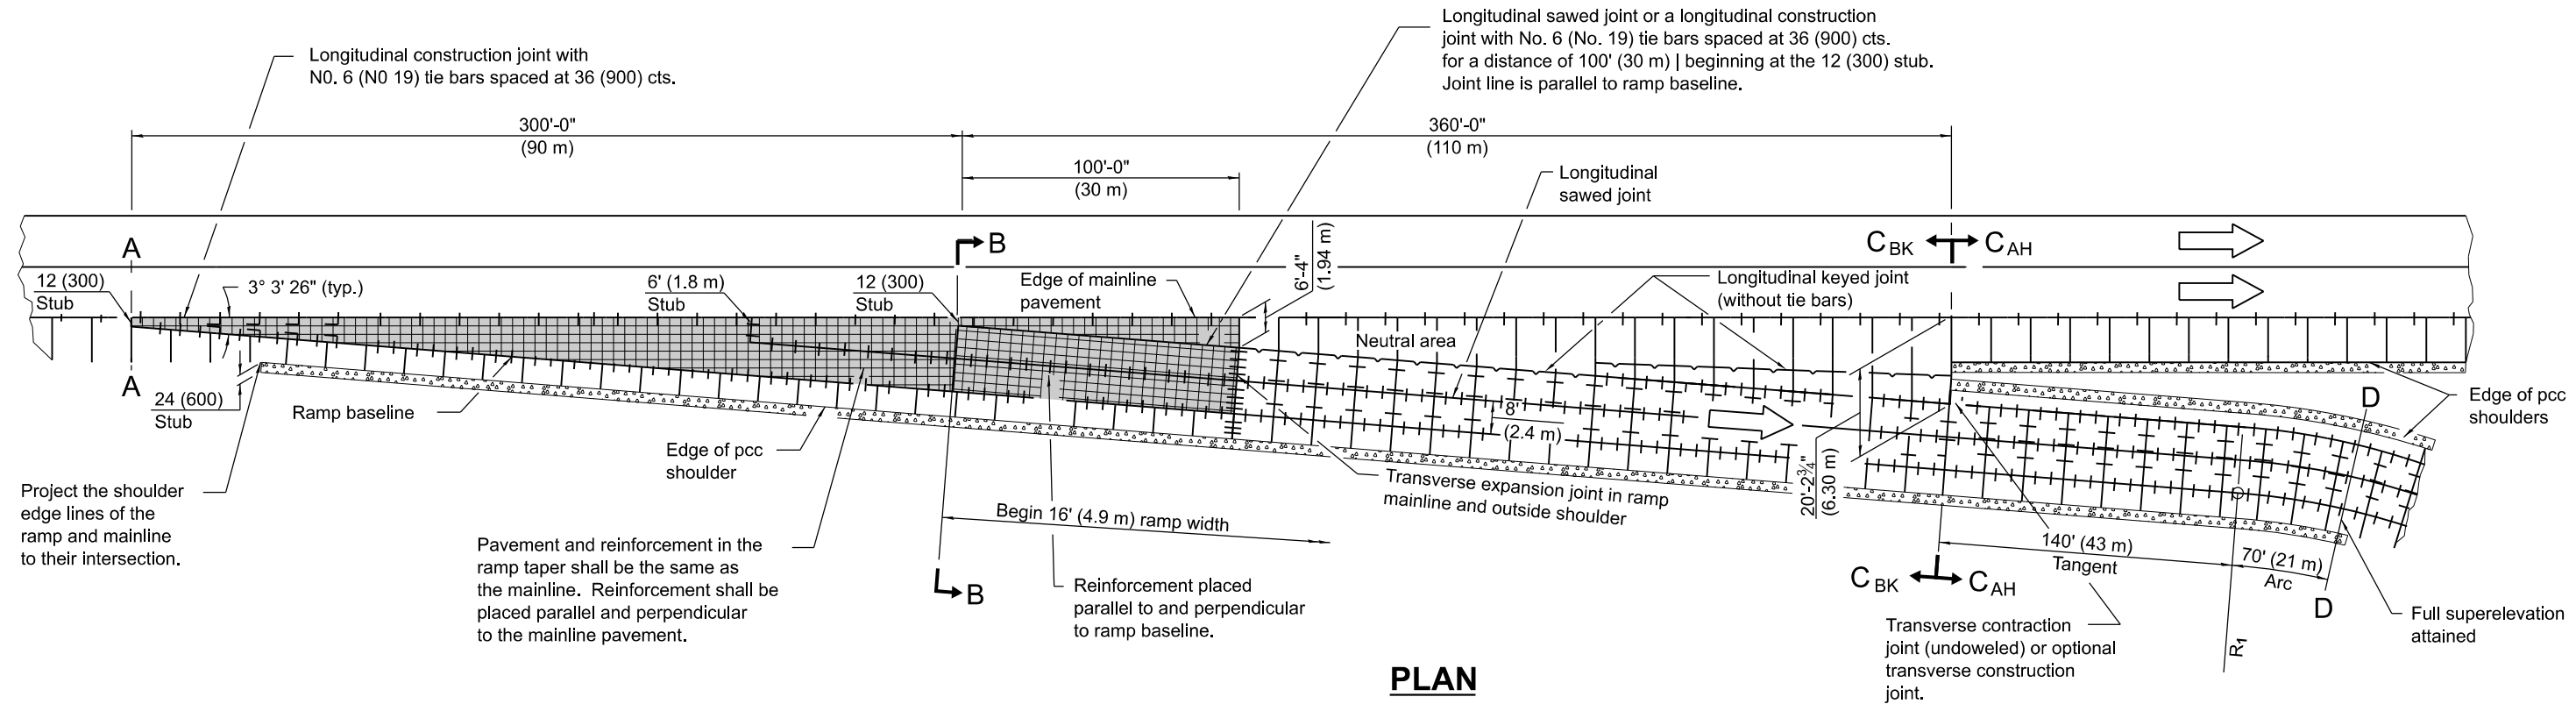 Longitudinal construction joint with
N0. 6 (N0 19) tie bars spaced at 36 (900) cts.
Longitudinal sawed joint or a longitudinal construction
joint with No. 6 (No. 19) tie bars spaced at 36 (900) cts.
for a distance of 100' (30 m) | beginning at the 12 (300) stub.
Joint line is parallel to ramp baseline.
300'-0"
(90 m)
360'-0"
(110 m)
100'-0"
(30 m)
Longitudinal
sawed joint
A
B
6'-4"
(1.94 m)
C BK
C AH
12 (300)
Stub
3° 3' 26" (typ.)
6' (1.8 m)
Stub
12 (300)
Stub
Edge of mainline
pavement
Longitudinal keyed joint
(without tie bars)
Neutral area
A
24 (600)
Stub
Ramp baseline
Edge of pcc
shoulder
8'
(2.4 m)
20'-2¾"
(6.30 m)
D
Edge of pcc
shoulders
Project the shoulder
edge lines of the
ramp and mainline
to their intersection.
Pavement and reinforcement in the
ramp taper shall be the same as
the mainline. Reinforcement shall be
placed parallel and perpendicular
to the mainline pavement.
Begin 16' (4.9 m) ramp width
Transverse expansion joint in ramp
mainline and outside shoulder
B
Reinforcement placed
parallel to and perpendicular
to ramp baseline.
140' (43 m)
Tangent
70' (21 m)
Arc
C BK
C AH
D
Transverse contraction
joint (undoweled) or optional
transverse construction
joint.
R1
Full superelevation
attained
PLAN